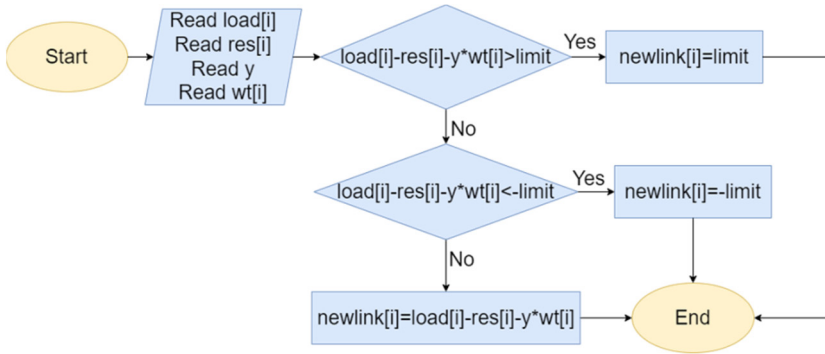 Start
Read load[i]
Read res[i]
Read y
Read wt[i]
load[i]-res[i]-y*wt[i]>limit
Yes
newlink[i]=limit
No
load[i]-res[i]-y*wt[i]<-limit
Yes
newlink[i]=-limit
No
newlink[i]=load[i]-res[i]-y*wt[i]
End